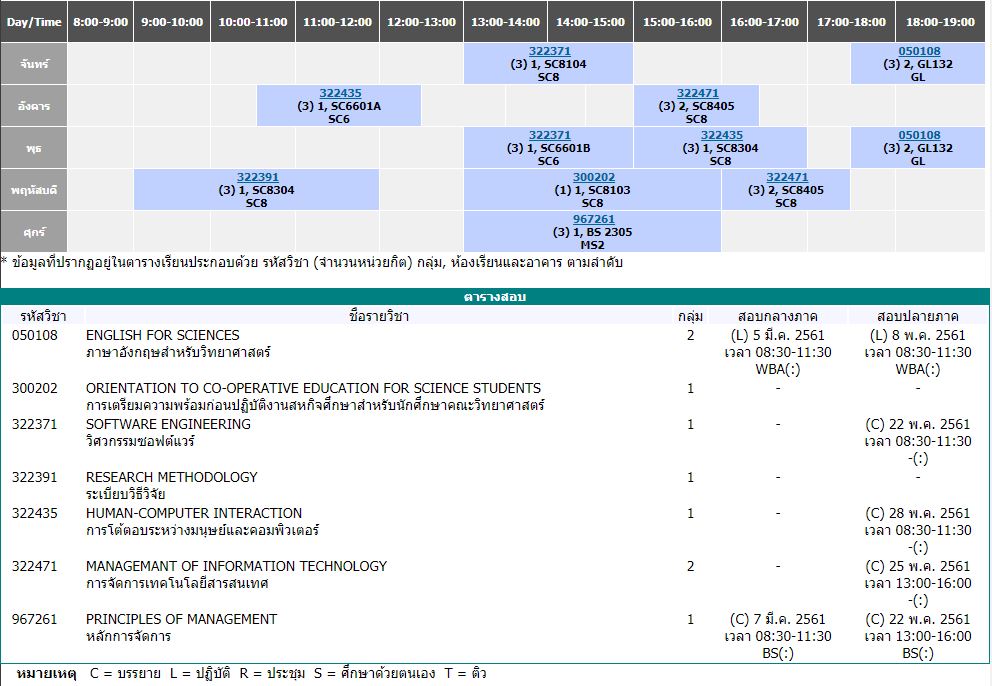 Day/Time 8:00-9:00 9:00-10:00 10:00-11:00 11:00-12:00 12:00-13:00 13:00-14:00 14:00-15:00 15:00-16:00 16:00-17:00 17:00-18:00 18:00-19:00
จันทร์
322371
(3) 1, SC8104
SC8
050108
(3) 2, GL132
GL
อังคาร
322435
(3) 1, SC6601A
SC6
322471
(3) 2, SC8405
SC8
พุธ
322371
(3) 1, SC6601B
SC6
322435
(3) 1, SC8304
SC8
050108
(3) 2, GL132
GL
พฤหัสบดี
322391
(3) 1, SC8304
SC8
300202
(1) 1, SC8103
SC8
322471
(3) 2, SC8405
SC8
ศุกร์
967261
(3) 1, BS 2305
MS2
* ข้อมูลที่ปรากฏอยู่ในตารางเรียนประกอบด้วย รหัสวิชา (จำนวนหน่วยกิต) กลุ่ม, ห้องเรียนและอาคาร ตามลำดับ
ตารางสอบ
รหัสวิชา ชื่อรายวิชา กลุ่ม สอบกลางภาค สอบปลายภาค
050108 ENGLISH FOR SCIENCES 2 (L) 5 มี.ค. 2561 (L) 8 พ.ค. 2561
ภาษาอังกฤษสำหรับวิทยาศาสตร์ เวลา 08:30-11:30 เวลา 08:30-11:30
WBA(:) WBA(:)
300202 ORIENTATION TO CO-OPERATIVE EDUCATION FOR SCIENCE STUDENTS 1 - -
การเตรียมความพร้อมก่อนปฏิบัติงานสหกิจศึกษาสำหรับนักศึกษาคณะวิทยาศาสตร์
322371 SOFTWARE ENGINEERING 1 - (C) 22 พ.ค. 2561
วิศวกรรมซอฟต์แวร์ เวลา 08:30-11:30
-(:)
322391 RESEARCH METHODOLOGY 1 - -
ระเบียบวิธีวิจัย
322435 HUMAN-COMPUTER INTERACTION 1 - (C) 28 พ.ค. 2561
การโต้ตอบระหว่างมนุษย์และคอมพิวเตอร์ เวลา 08:30-11:30
-(:)
322471 MANAGEMANT OF INFORMATION TECHNOLOGY 2 - (C) 25 พ.ค. 2561
การจัดการเทคโนโลยีสารสนเทศ เวลา 13:00-16:00
-(:)
967261 PRINCIPLES OF MANAGEMENT 1 (C) 7 มี.ค. 2561 (C) 22 พ.ค. 2561
หลักการจัดการ เวลา 08:30-11:30 เวลา 13:00-16:00
BS(:) BS(:)
หมายเหตุ C = บรรยาย L = ปฏิบัติ R = ประชุม S = ศึกษาด้วยตนเอง T = ติว